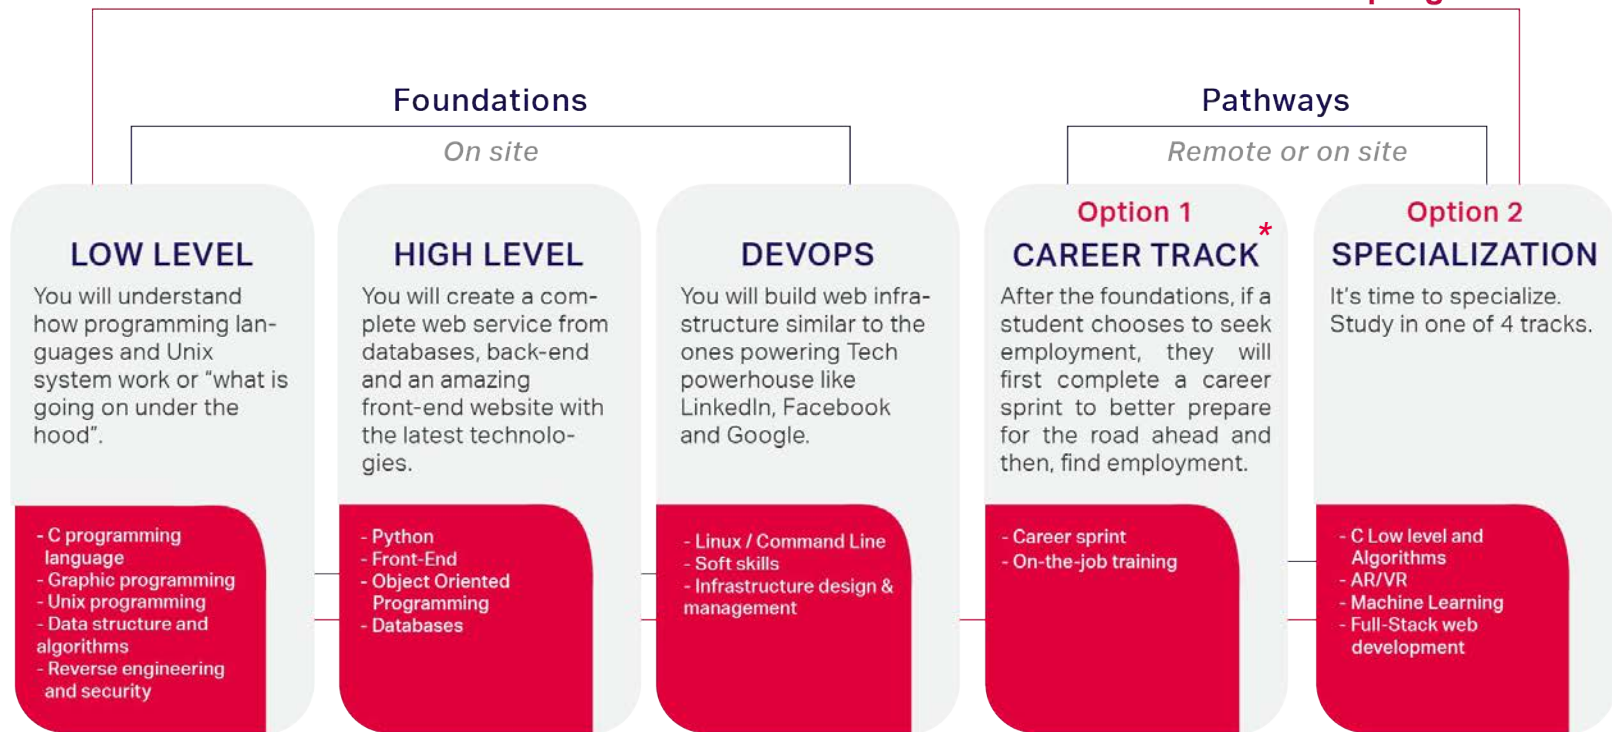 Foundations
On site
Pathways
Remote or on site
LOW LEVEL
You will understand
how programming lan-
guages and Unix
system work or “what is
going on under the
hood”.
- C programming
language
- Graphic programming
- Unix programming
- Data structure and
algorithms
- Reverse engineering
and security
HIGH LEVEL
You will create a com-
plete web service from
databases, back-end
and an amazing
front-end website with
the latest technolo-
gies.
- Python
- Front-End
- Object Oriented
Programming
- Databases
DEVOPS
You will build web infra-
structure similar to the
ones powering Tech
powerhouse like
LinkedIn, Facebook
and Google.
- Linux / Command Line
- Soft skills
- Infrastructure design &
management
Option 1
CAREER TRACK*
After the foundations, if a
student chooses to seek
employment, they will
first complete a career
sprint to better prepare
for the road ahead and
then, find employment.
- Career sprint
- On-the-job training
Option 2
SPECIALIZATION
It’s time to specialize.
Study in one of 4 tracks.
- C Low level and
Algorithms
- AR/VR
- Machine Learning
- Full-Stack web
development